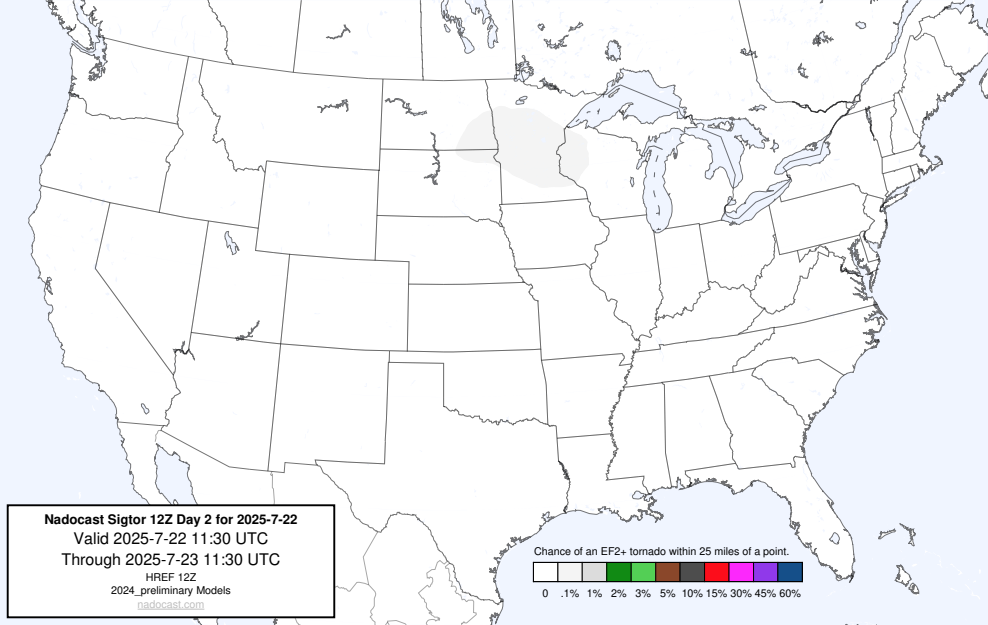 Nadocast Sigtor 12Z Day 2 for 2025-7-22
Valid 2025-7-22 11:30 UTC
Through 2025-7-23 11:30 UTC
HREF 12Z
2024_preliminary Models
nadocast.com
Chance of an EF2+ tornado within 25 miles of a point.
0 .1% 1% 2% 3% 5% 10% 15% 30% 45% 60%